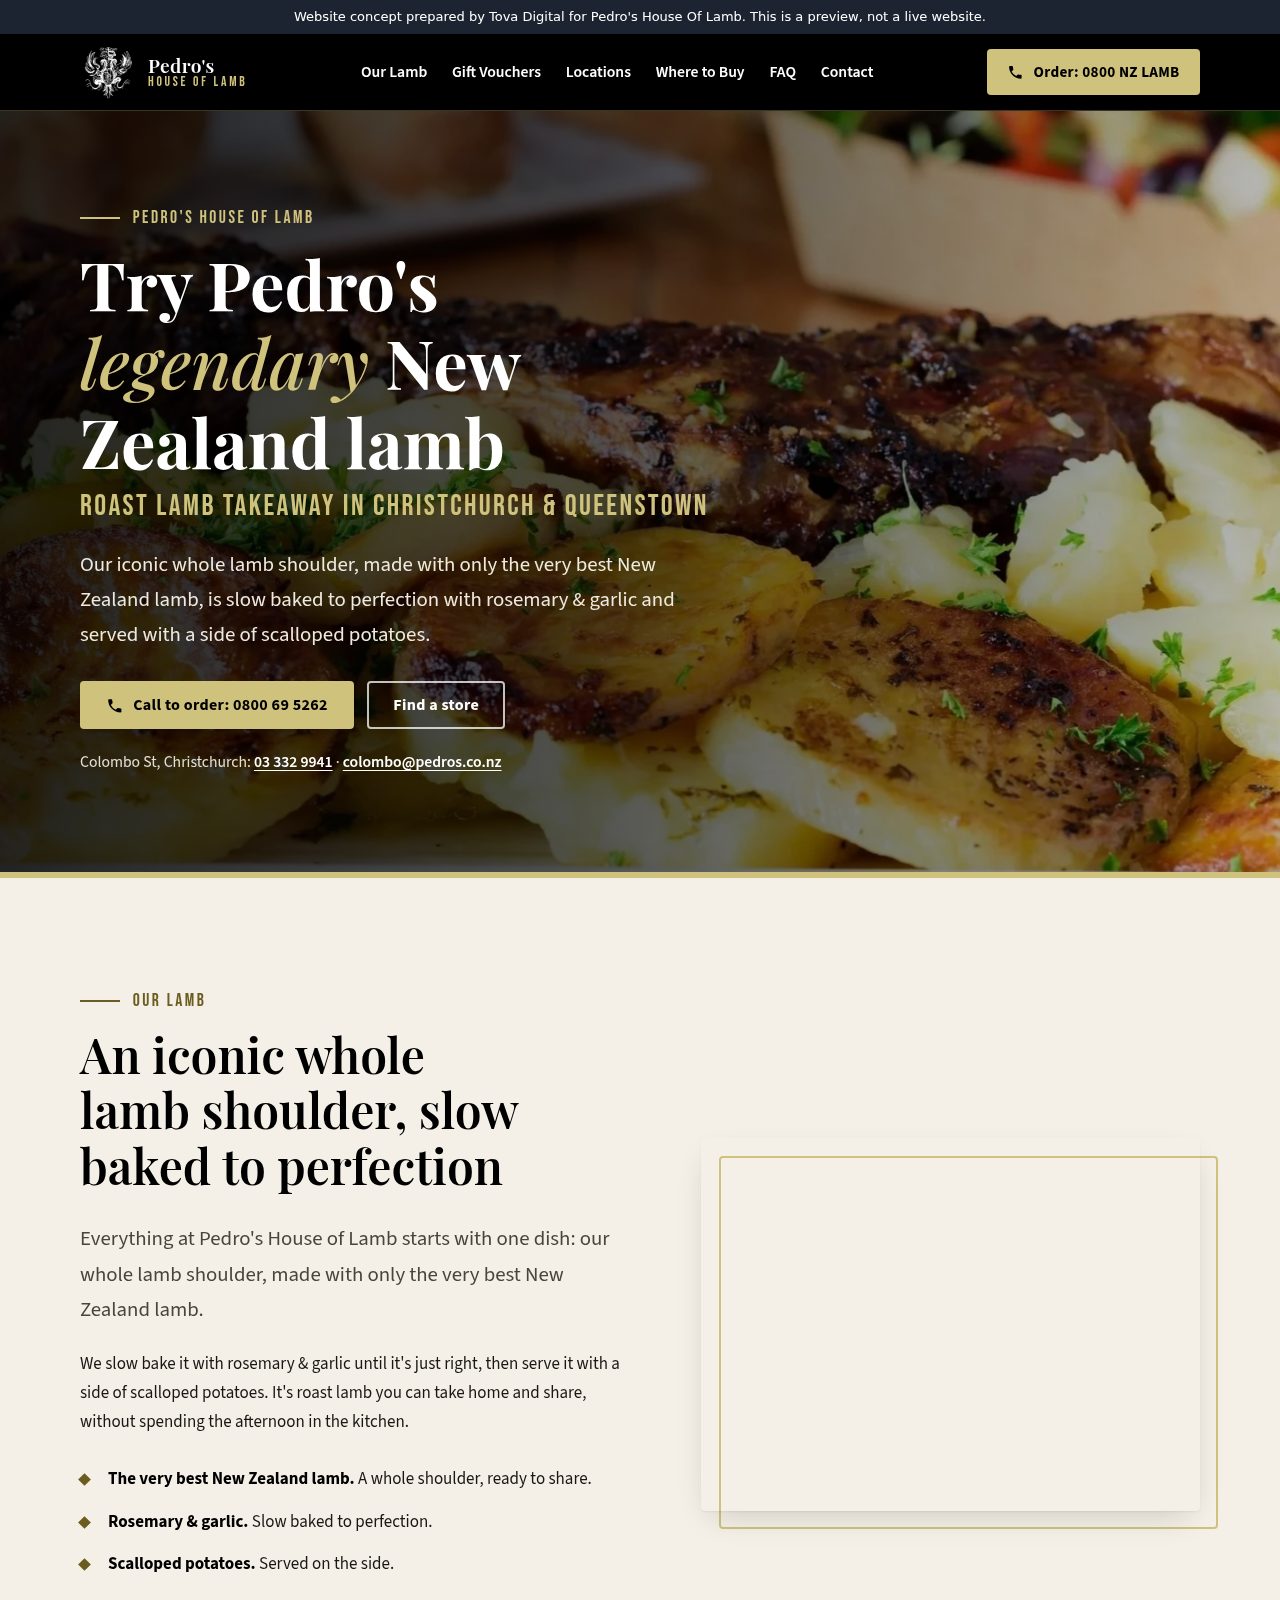 Website concept prepared by Tova Digital for Pedro's House Of Lamb. This is a preview, not a live website.
Pedro's
HOUSE OF LAMB
Our Lamb
Gift Vouchers
Locations
Where to Buy
FAQ
Contact
Order: 0800 NZ LAMB
PEDRO'S HOUSE OF LAMB
Try Pedro's
legendary New
Zealand lamb
ROAST LAMB TAKEAWAY IN CHRISTCHURCH & QUEENSTOWN
Our iconic whole lamb shoulder, made with only the very best New
Zealand lamb, is slow baked to perfection with rosemary & garlic and
served with a side of scalloped potatoes.
Call to order: 0800 69 5262
Find a store
Colombo St, Christchurch: 03 332 9941 · colombo@pedros.co.nz
OUR LAMB
An iconic whole
lamb shoulder, slow
baked to perfection
Everything at Pedro's House of Lamb starts with one dish: our
whole lamb shoulder, made with only the very best New
Zealand lamb.
We slow bake it with rosemary & garlic until it's just right, then serve it with a
side of scalloped potatoes. It's roast lamb you can take home and share,
without spending the afternoon in the kitchen.
The very best New Zealand lamb. A whole shoulder, ready to share.
Rosemary & garlic. Slow baked to perfection.
Scalloped potatoes. Served on the side.